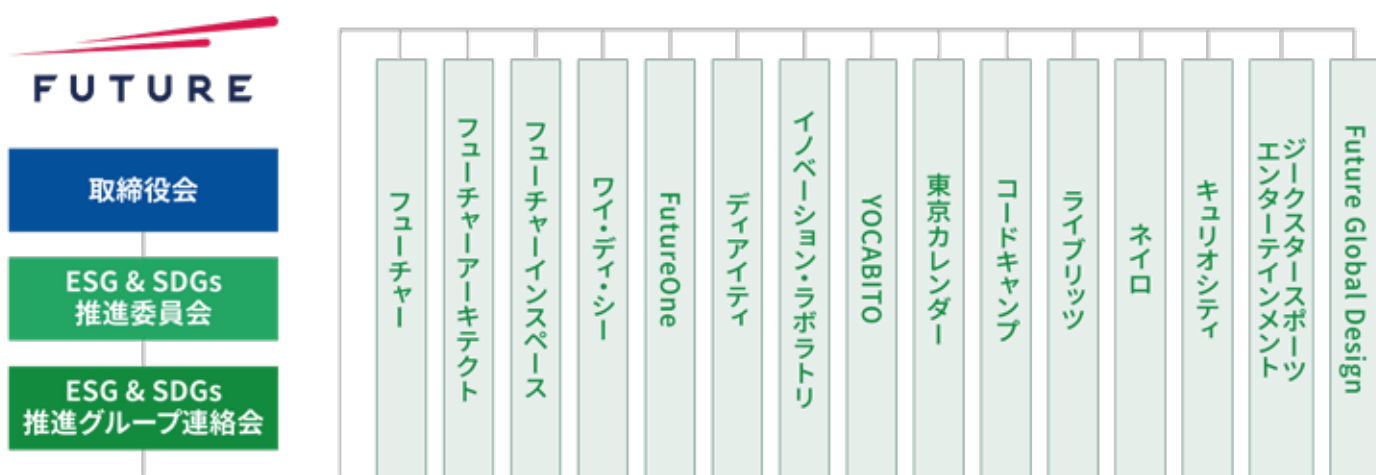 FUTURE
取締役会
ESG & SDGs
推進委員会
ESG & SDGs
推進グループ連絡会
フューチャー
フューチャーアーキテクト
フューチャーインスペース
ワイ・ディ・シー
FutureOne
ディアイティ
イノベーション・ラボラトリ
YOCABITO
東京カレンダー
コードキャンプ
ライブリッツ
ネイロ
キュリオシティ
ジークスタースポーツ
エンターテインメント
Future Global Design